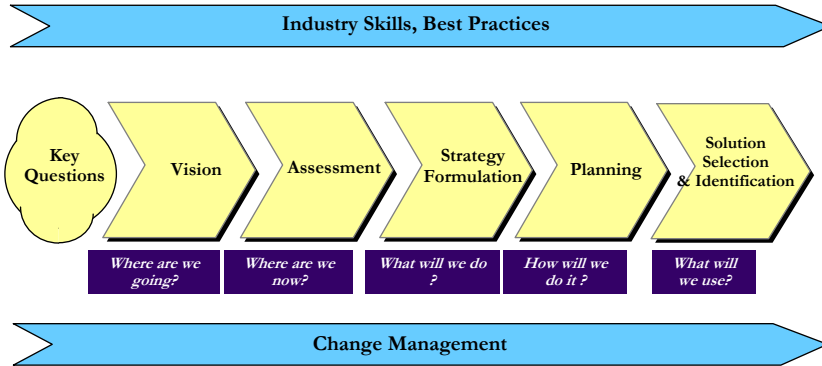 Industry Skills, Best Practices
Key
Questions
Vision
Assessment
Strategy
Formulation
Planning
Solution
Selection
& Identification
Where are we
going?
Where are we
now?
What will we do
?
How will we
do it ?
What will
we use?
Change Management